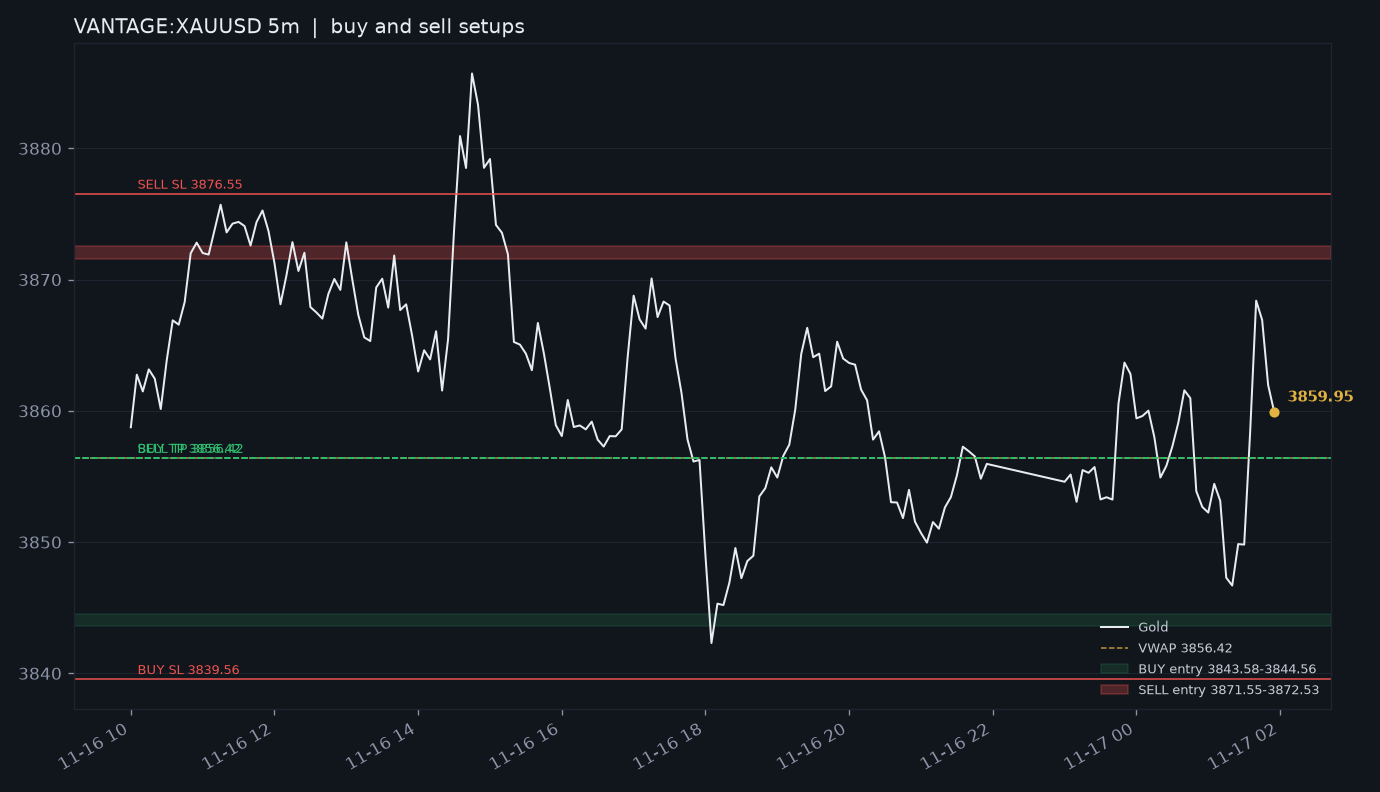 VANTAGE:XAUUSD 5m | buy and sell setups
3880
SELL SL 3876.55
3870
3860
3859.95
3856.42
3850
BUY SL 3839.56
3840
Gold
VWAP 3856.42
BUY entry 3843.58-3844.56
SELL entry 3871.55-3872.53
11-16 10
11-16 12
11-16 14
11-16 16
11-16 18
11-16 20
11-16 22
11-17 00
11-17 02